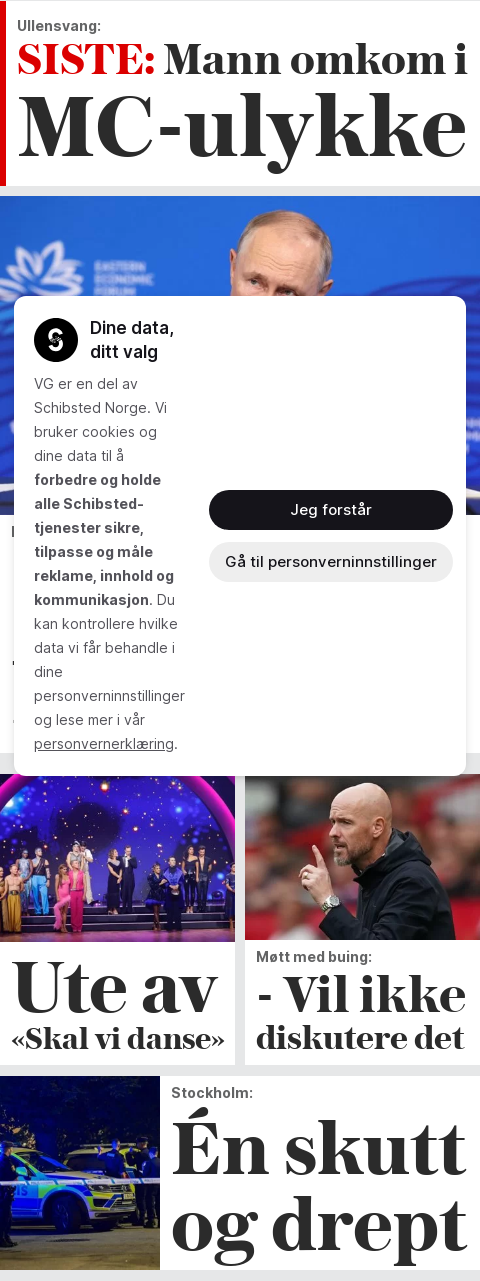 Ullensvang:
SISTE: Mann omkom i
MC-ulykke
EASTERN
ECONOMIC
FORUM
Dine data,
ditt valg
VG er en del av
Schibsted Norge. Vi
bruker cookies og
dine data til å
forbedre og holde
alle Schibsted-
tjenester sikre,
tilpasse og måle
reklame, innhold og
kommunikasjon. Du
kan kontrollere hvilke
data vi får behandle i
dine
personverninnstillinger
og lese mer i vår
personvernerklæring.
Jeg forstår
Gå til personverninnstillinger
Ute av
«Skal vi danse»
Møtt med buing:
- Vil ikke
diskutere det
Stockholm:
Én skutt
og drept